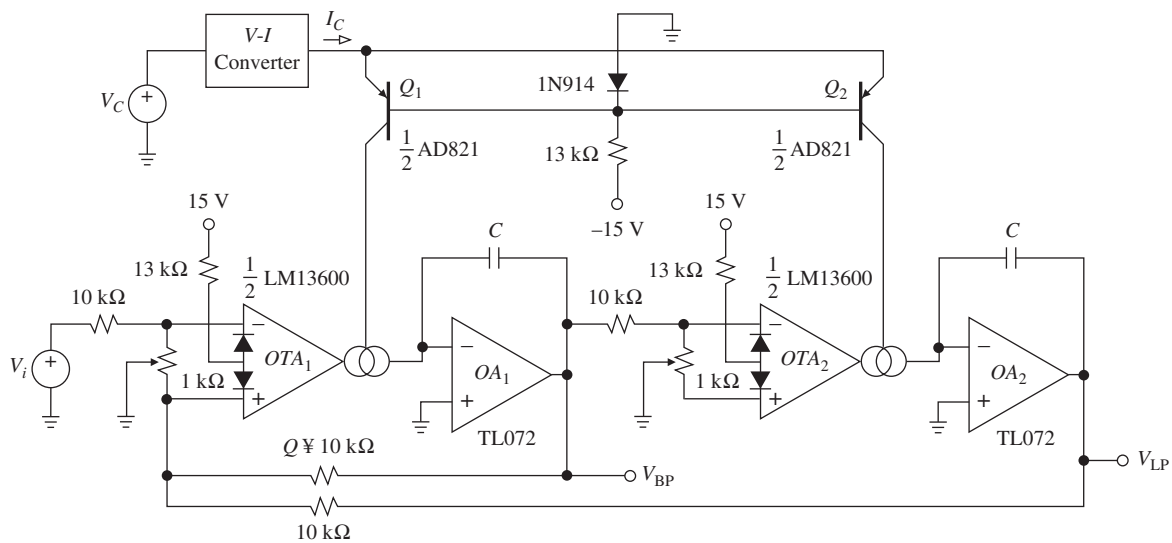 V-I
Converter
I_C
V_C
Q_1
1/2 AD821
1N914
13 kΩ
–15 V
Q_2
1/2 AD821
15 V
13 kΩ
1/2 LM13600
10 kΩ
V_i
1 kΩ
–
OTA_1
+
C
–
OA_1
+
TL072
10 kΩ
15 V
13 kΩ
1/2 LM13600
1 kΩ
–
OTA_2
+
C
–
OA_2
+
TL072
Q ¥ 10 kΩ
V_BP
V_LP
10 kΩ
+
+